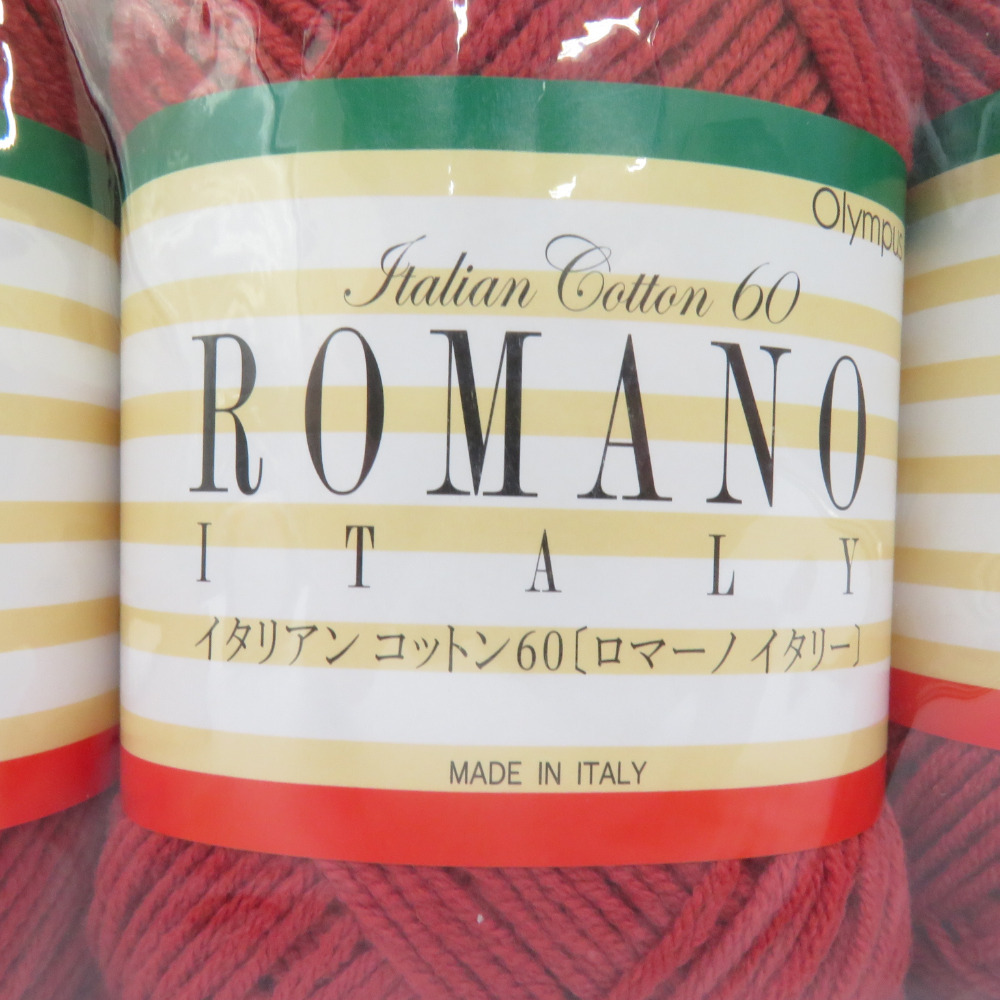 Olympus
Italian Cotton 60
ROMANO
ITALY
イタリアン コットン60〔ロマーノ イタリー〕
MADE IN ITALY